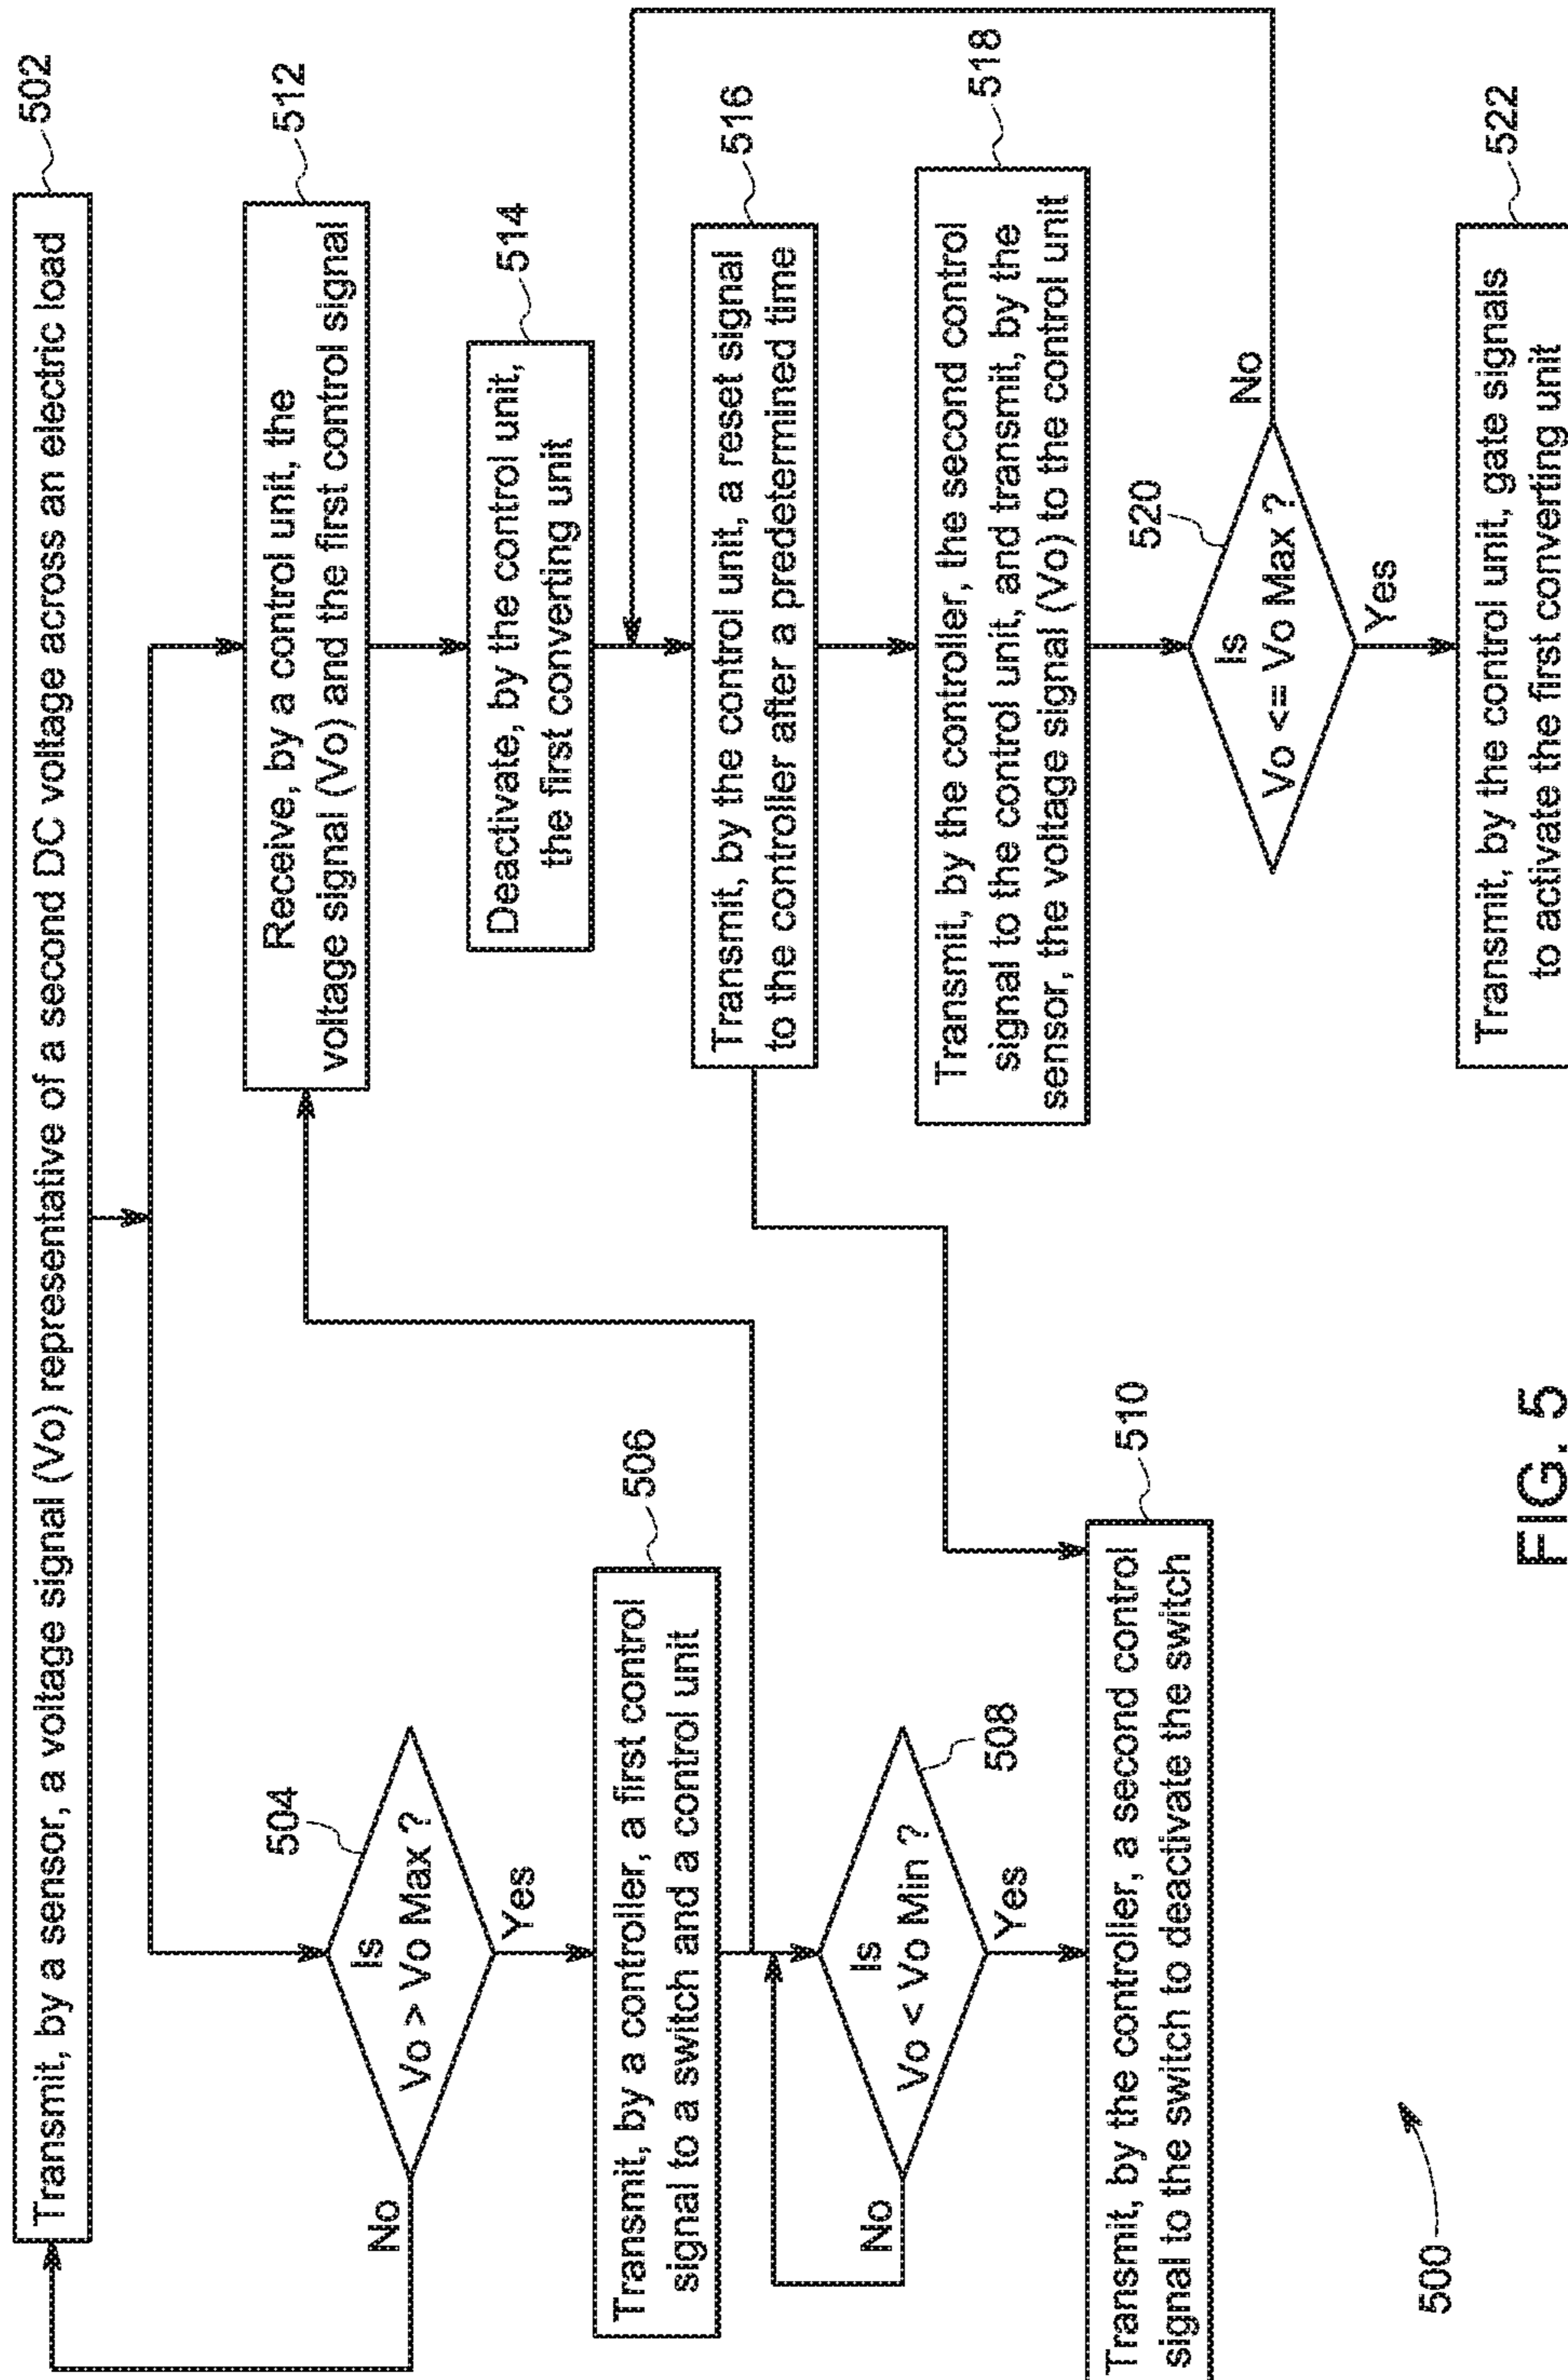 Transmit, by a sensor, a voltage signal (Vo) representative of a second DC voltage across an electric load
502
504
Is
Vo > Vo Max ?
No
Yes
Transmit, by a controller, a first control
signal to a switch and a control unit
506
Is
Vo < Vo Min ?
508
No
Yes
Transmit, by the controller, a second control
signal to the switch to deactivate the switch
510
Receive, by a control unit, the
voltage signal (Vo) and the first control signal
512
Deactivate, by the control unit,
the first converting unit
514
Transmit, by the control unit, a reset signal
to the controller after a predetermined time
516
Transmit, by the controller, the second control
signal to the control unit, and transmit, by the
sensor, the voltage signal (Vo) to the control unit
518
520
Is
Vo <= Vo Max ?
No
Yes
Transmit, by the control unit, gate signals
to activate the first converting unit
522
500
FIG. 5